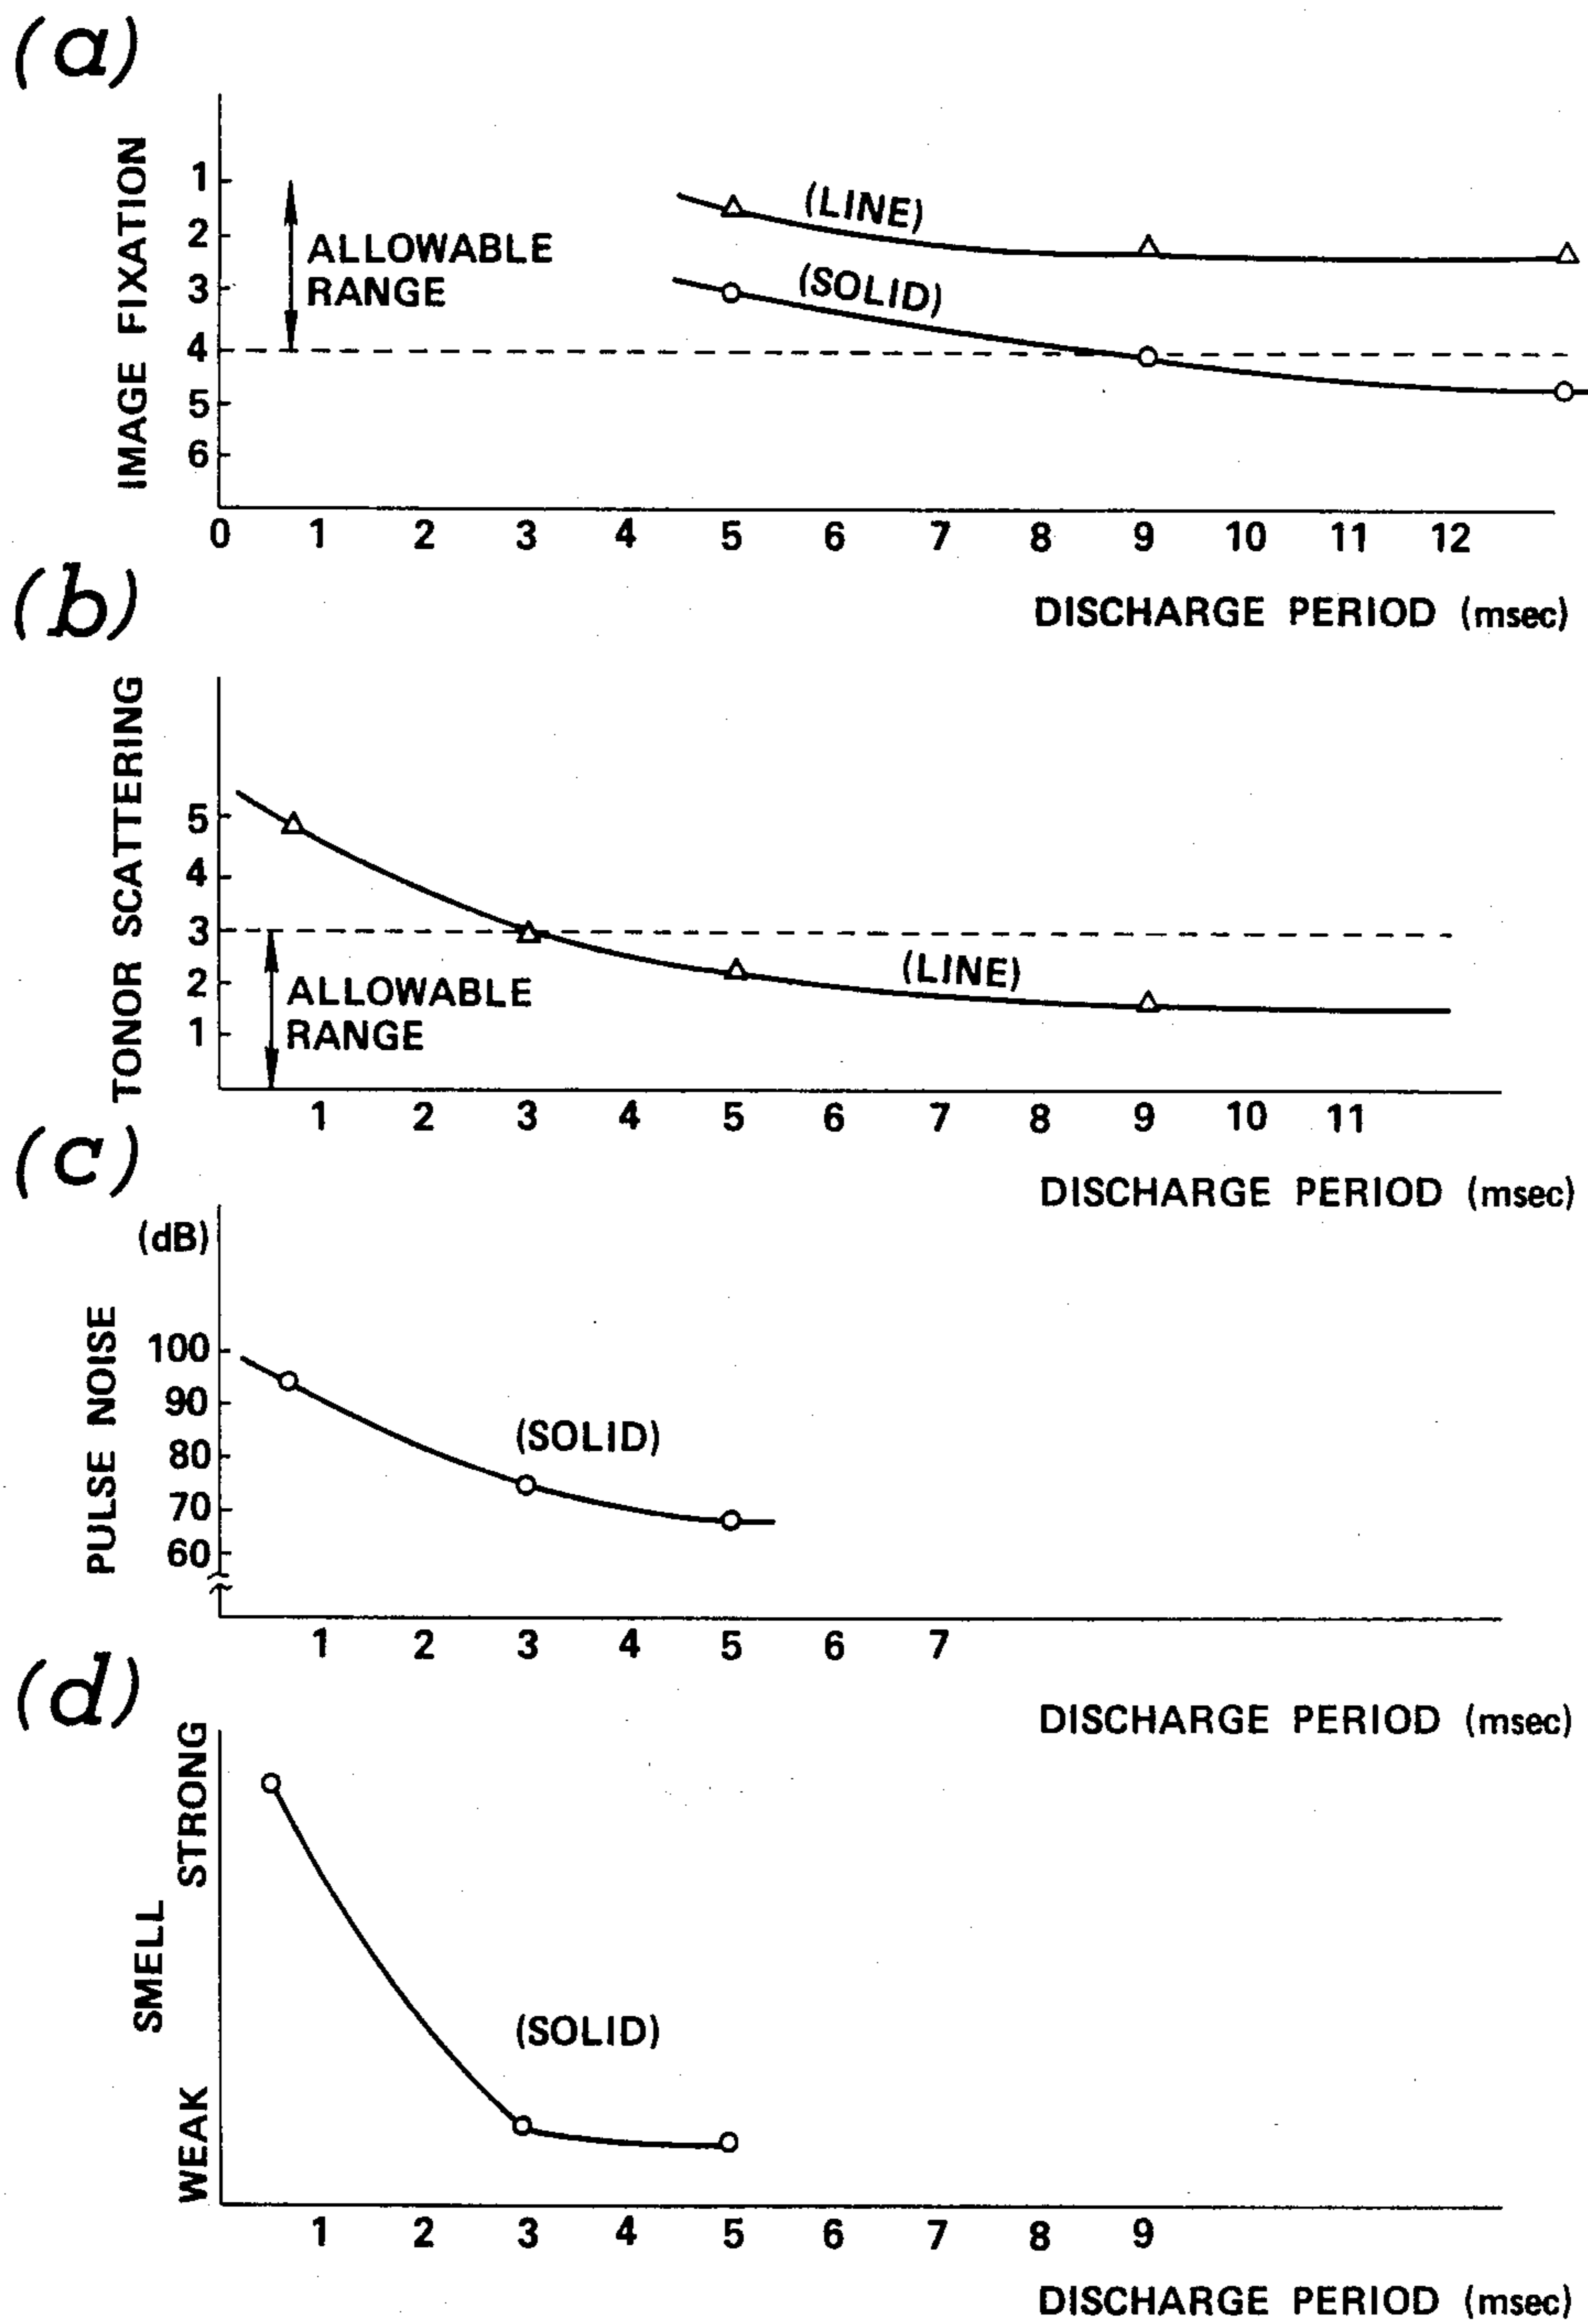 (a)
IMAGE FIXATION
1
2
3
4
5
6
ALLOWABLE
RANGE
(LINE)
(SOLID)
0 1 2 3 4 5 6 7 8 9 10 11 12
DISCHARGE PERIOD (msec)
(b)
TONOR SCATTERING
5
4
3
2
1
ALLOWABLE
RANGE
(LINE)
1 2 3 4 5 6 7 8 9 10 11
DISCHARGE PERIOD (msec)
(c)
(dB)
PULSE NOISE
100
90
80
70
60
(SOLID)
1 2 3 4 5 6 7
DISCHARGE PERIOD (msec)
(d)
SMELL
STRONG
WEAK
(SOLID)
1 2 3 4 5 6 7 8 9
DISCHARGE PERIOD (msec)